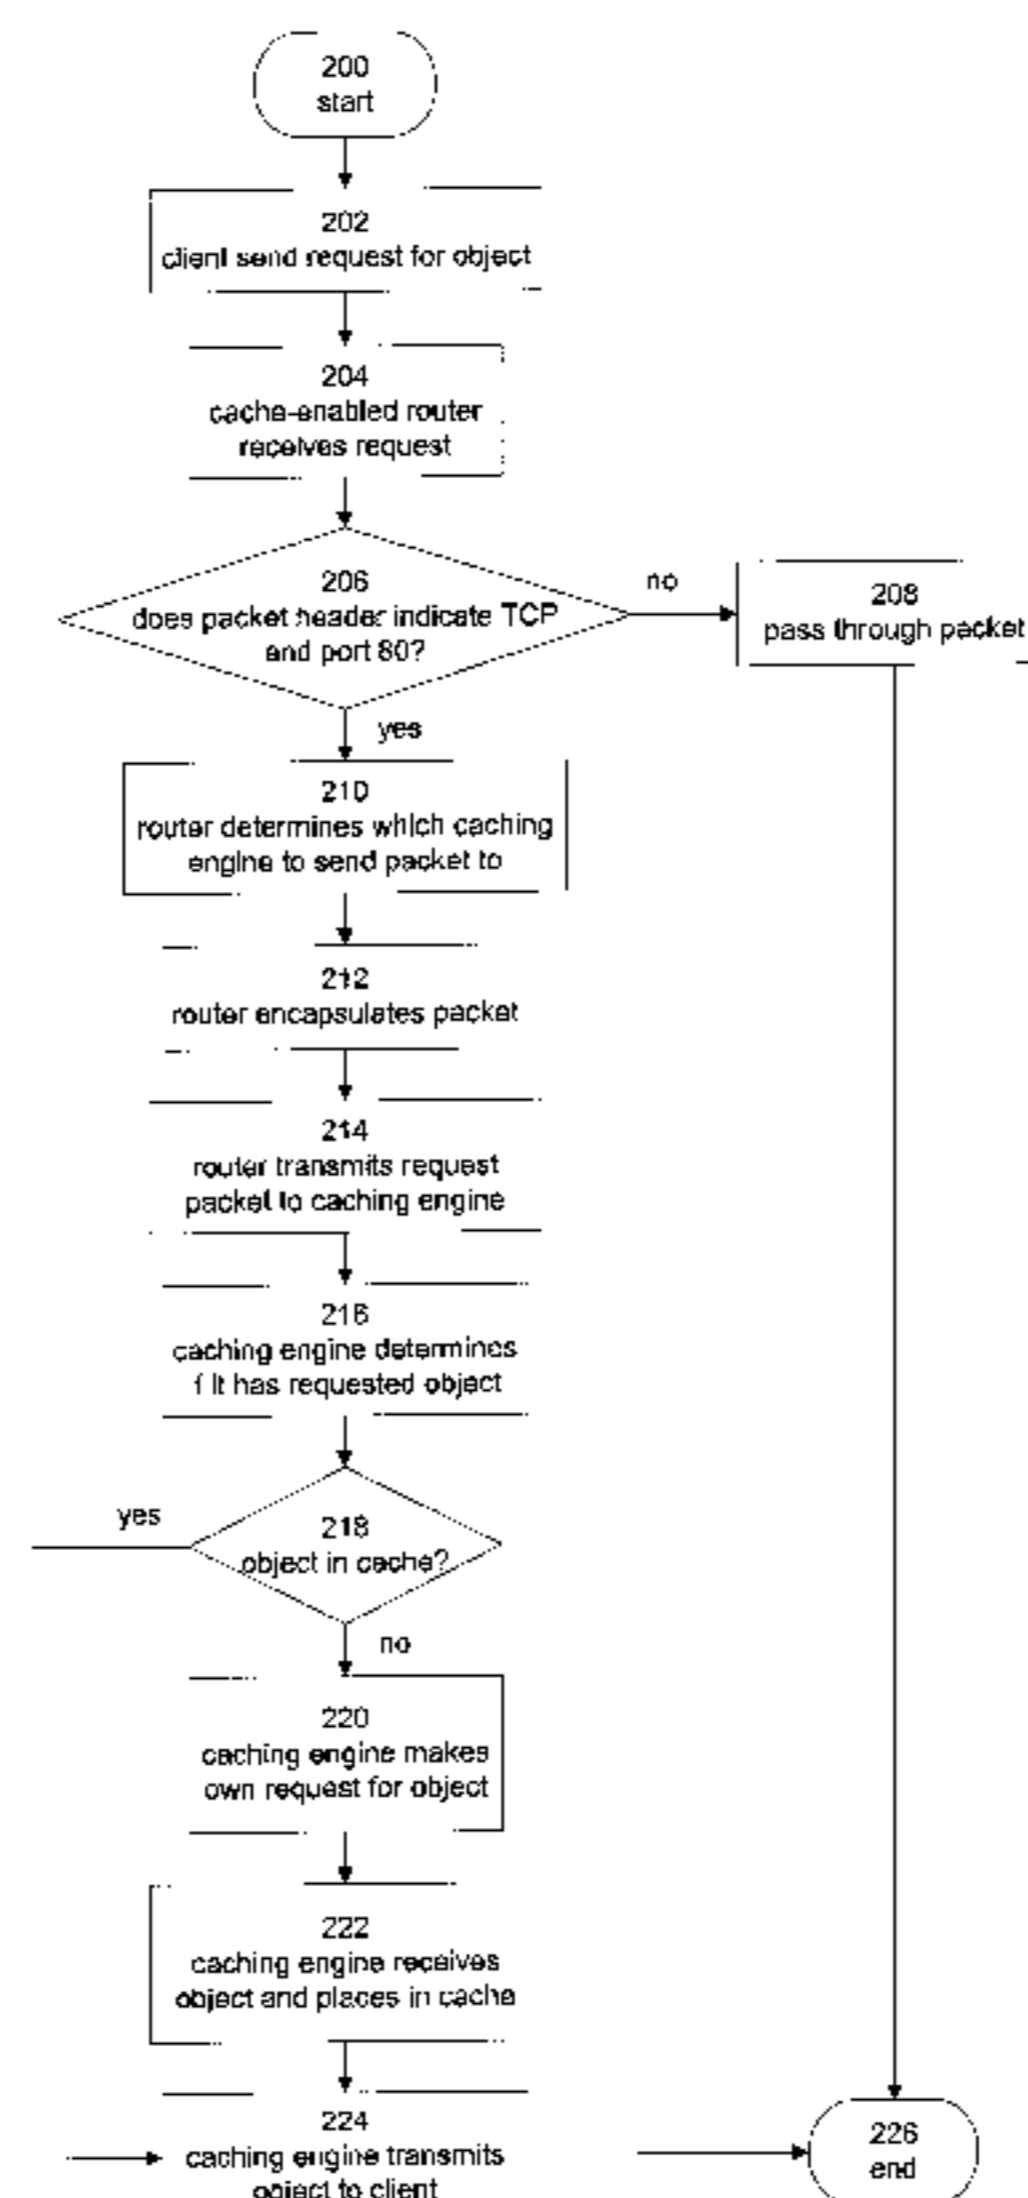 200
start
202
client send request for object
204
cache-enabled router
receives request
206
does packet header indicate TCP
and port 80?
no
208
pass through packet
yes
210
router determines which caching
engine to send packet to
212
router encapsulates packet
214
router transmits request
packet to caching engine
216
caching engine determines
f it has requested object
yes
218
object in cache?
no
220
caching engine makes
own request for object
222
caching engine receives
object and places in cache
224
caching engine transmits
object to client
226
end